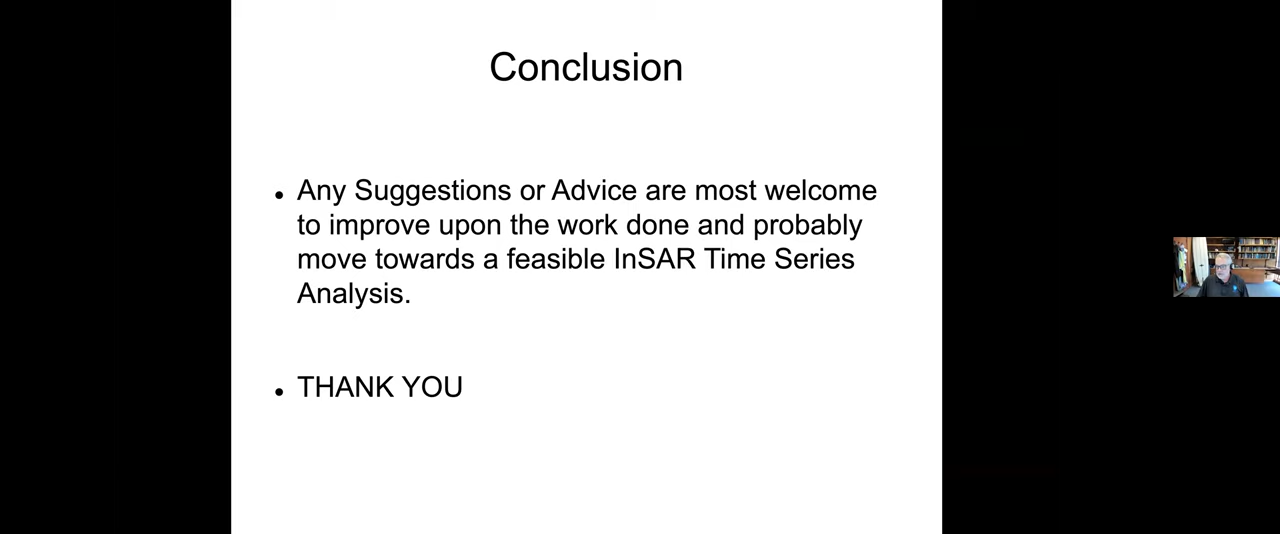 Conclusion
● Any Suggestions or Advice are most welcome
to improve upon the work done and probably
move towards a feasible InSAR Time Series
Analysis.
● THANK YOU